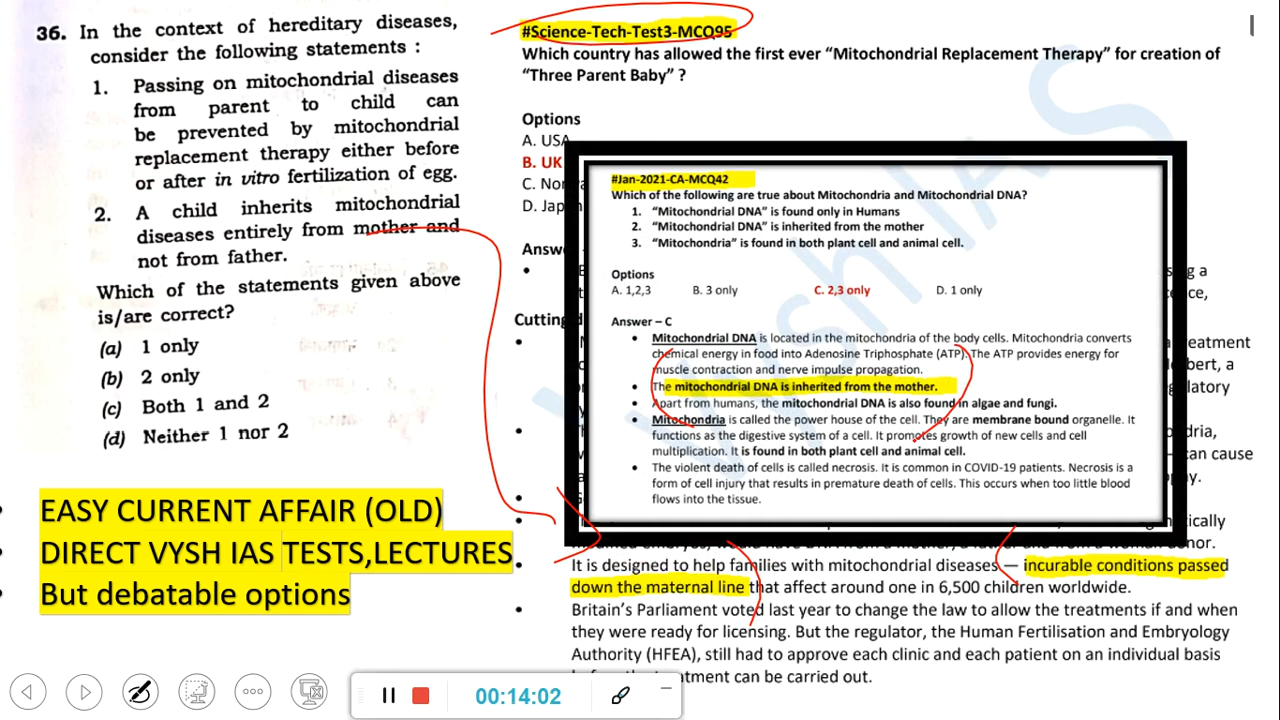 36. In the context of hereditary diseases,
consider the following statements :
1. Passing on mitochondrial diseases
from parent to child can
be prevented by mitochondrial
replacement therapy either before
or after in vitro fertilization of egg.
2. A child inherits mitochondrial
diseases entirely from mother and
not from father.
Which of the statements given above
is/are correct?
(a) 1 only
(b) 2 only
(c) Both 1 and 2
(d) Neither 1 nor 2
• EASY CURRENT AFFAIR (OLD)
• DIRECT VYSH IAS TESTS,LECTURES
• But debatable options
#Science-Tech-Test3-MCQ95
Which country has allowed the first ever “Mitochondrial Replacement Therapy” for creation of
“Three Parent Baby” ?
Options
A. USA
B. UK
C.
D.
#Jan-2021-CA-MCQ42
Which of the following are true about Mitochondria and Mitochondrial DNA?
1. “Mitochondrial DNA” is found only in Humans
2. “Mitochondrial DNA” is inherited from the mother
3. “Mitochondria” is found in both plant cell and animal cell.
Options
A. 1,2,3 B. 3 only C. 2,3 only D. 1 only
Answer – C
• Mitochondrial DNA is located in the mitochondria of the body cells. Mitochondria converts
chemical energy in food into Adenosine Triphosphate (ATP). The ATP provides energy for
muscle contraction and nerve impulse propagation.
• The mitochondrial DNA is inherited from the mother.
• Apart from humans, the mitochondrial DNA is also found in algae and fungi.
• Mitochondria is called the power house of the cell. They are membrane bound organelle. It
functions as the digestive system of a cell. It promotes growth of new cells and cell
multiplication. It is found in both plant cell and animal cell.
• The violent death of cells is called necrosis. It is common in COVID-19 patients. Necrosis is a
form of cell injury that results in premature death of cells. This occurs when too little blood
flows into the tissue.
It is designed to help families with mitochondrial diseases — incurable conditions passed
down the maternal line that affect around one in 6,500 children worldwide.
• Britain’s Parliament voted last year to change the law to allow the treatments if and when
they were ready for licensing. But the regulator, the Human Fertilisation and Embryology
Authority (HFEA), still had to approve each clinic and each patient on an individual basis
treatment can be carried out.
00:14:02